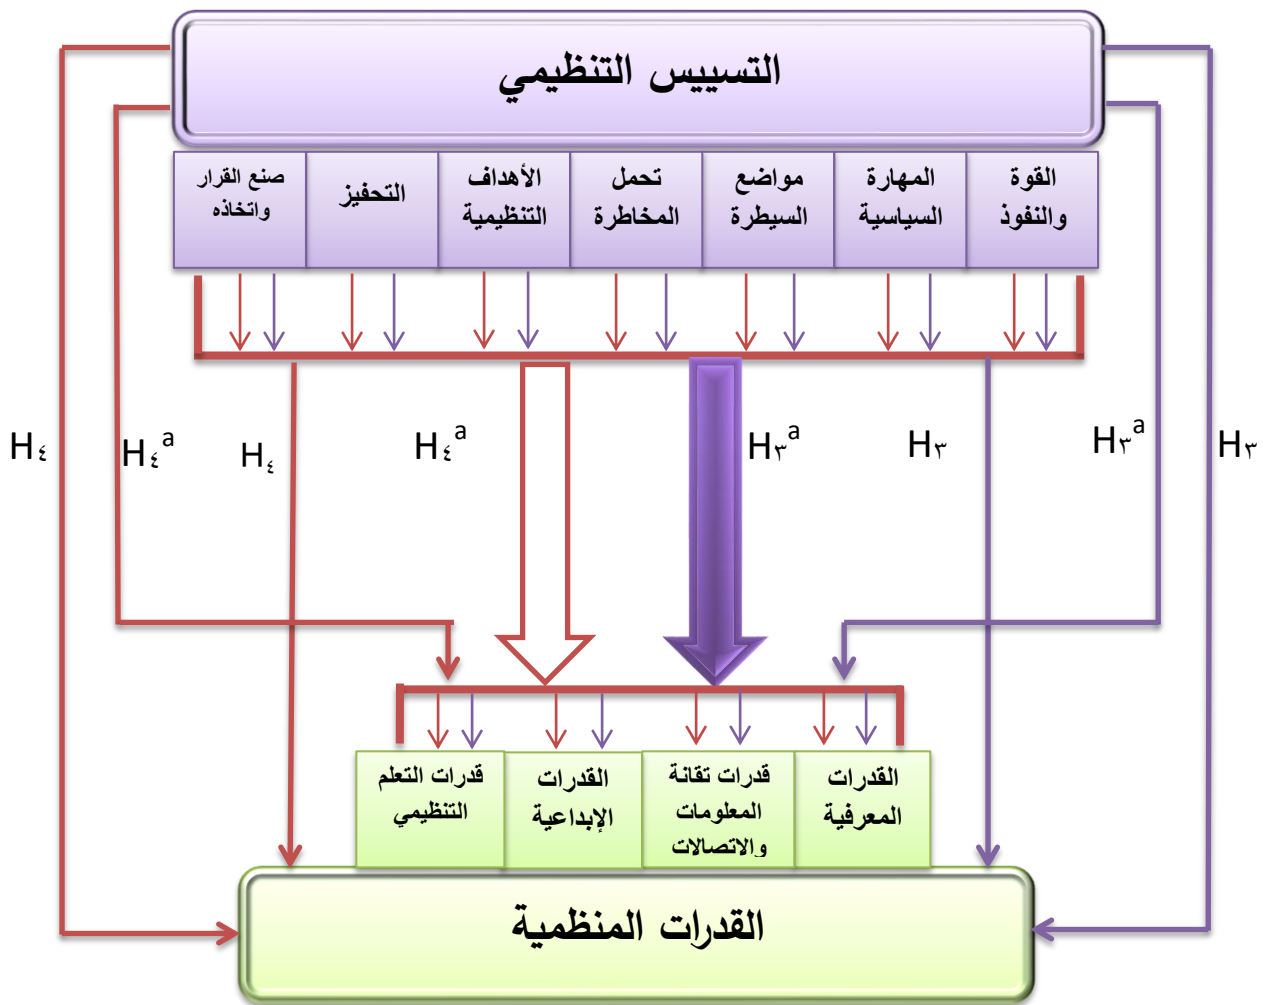 التسييس التنظيمي
القوة
والنفوذ
المهارة
السياسية
مواضع
السيطرة
تحمل
المخاطرة
الأهداف
التنظيمية
التحفيز
صنع القرار
واتخاذه
H٣
H٣a
H٣
H٣a
H٤a
H٤
H٤a
H٤
القدرات
المعرفية
قدرات تقانة
المعلومات
والاتصالات
القدرات
الإبداعية
قدرات التعلم
التنظيمي
القدرات المنظمية